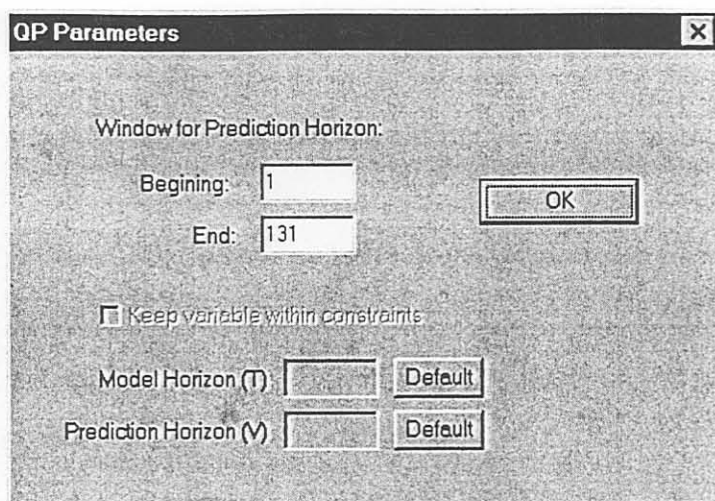 QP Parameters
Window for Prediction Horizon:
Begining: 1
OK
End: 131
Keep variable within constraints
Model Horizon (T) Default
Prediction Horizon (V) Default